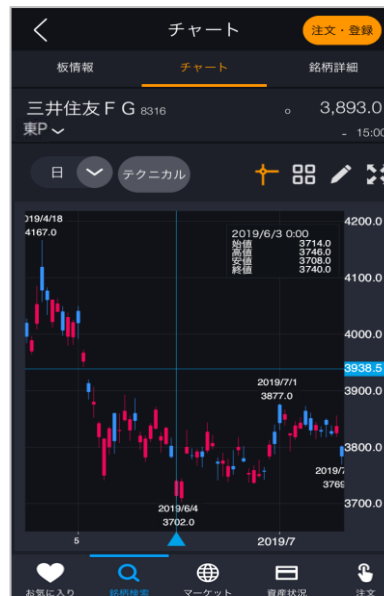 チャート
注文・登録
板情報 チャート 銘柄詳細
三井住友ＦＧ 8316
3,893.0
東P
- 15:00
日 テクニカル
2019/6/3 0:00
始値 3714.0
高値 3746.0
安値 3708.0
終値 3740.0
19/4/18
4167.0
4200.0
4100.0
4000.0
3938.5
3900.0
2019/7/1
3877.0
3800.0
3700.0
2019/6/4
3702.0
5
2019/7
お気に入り 銘柄検索 マーケット 資産状況 注文